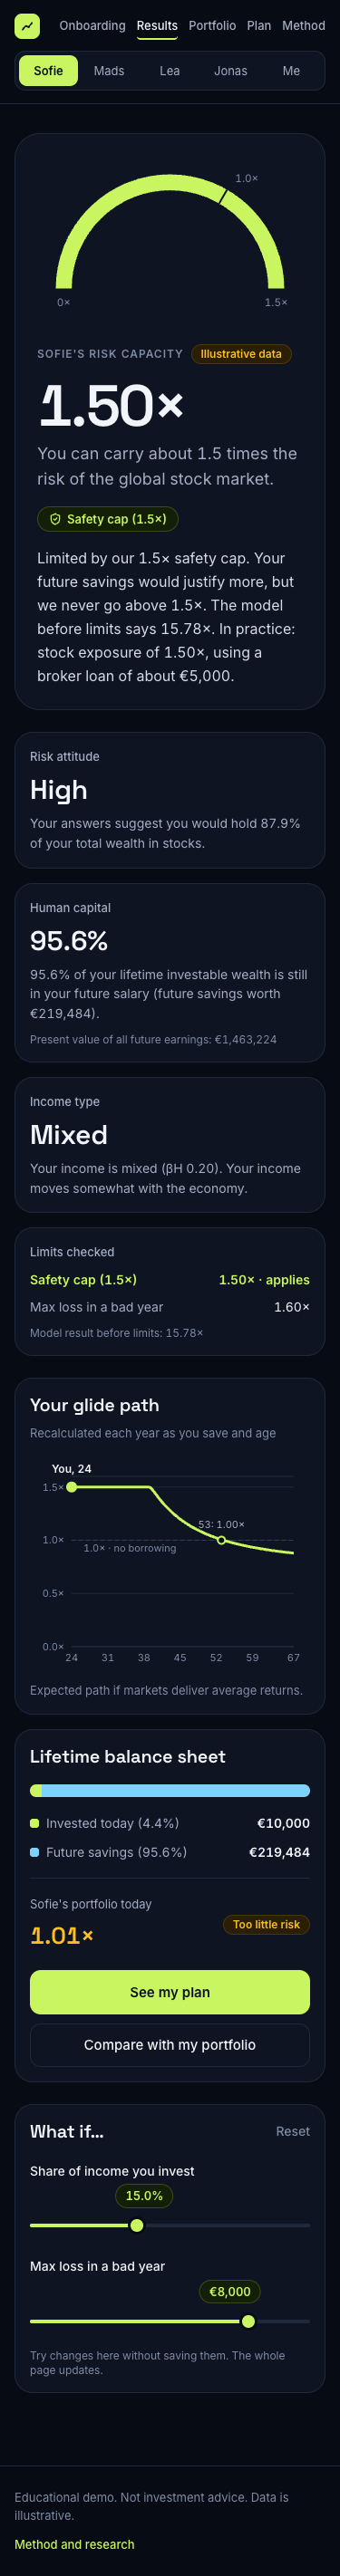 Onboarding Results Portfolio Plan Method
Sofie Mads Lea Jonas Me
1.0×
0× 1.5×
SOFIE'S RISK CAPACITY Illustrative data
1.50×
You can carry about 1.5 times the
risk of the global stock market.
Safety cap (1.5×)
Limited by our 1.5× safety cap. Your
future savings would justify more, but
we never go above 1.5×. The model
before limits says 15.78×. In practice:
stock exposure of 1.50×, using a
broker loan of about €5,000.
Risk attitude
High
Your answers suggest you would hold 87.9%
of your total wealth in stocks.
Human capital
95.6%
95.6% of your lifetime investable wealth is still
in your future salary (future savings worth
€219,484).
Present value of all future earnings: €1,463,224
Income type
Mixed
Your income is mixed (βH 0.20). Your income
moves somewhat with the economy.
Limits checked
Safety cap (1.5×) 1.50× · applies
Max loss in a bad year 1.60×
Model result before limits: 15.78×
Your glide path
Recalculated each year as you save and age
You, 24
1.5×
53: 1.00×
1.0×
1.0× · no borrowing
0.5×
0.0×
24 31 38 45 52 59 67
Expected path if markets deliver average returns.
Lifetime balance sheet
Invested today (4.4%) €10,000
Future savings (95.6%) €219,484
Sofie's portfolio today
1.01×
Too little risk
See my plan
Compare with my portfolio
What if... Reset
Share of income you invest
15.0%
Max loss in a bad year
€8,000
Try changes here without saving them. The whole
page updates.
Educational demo. Not investment advice. Data is
illustrative.
Method and research